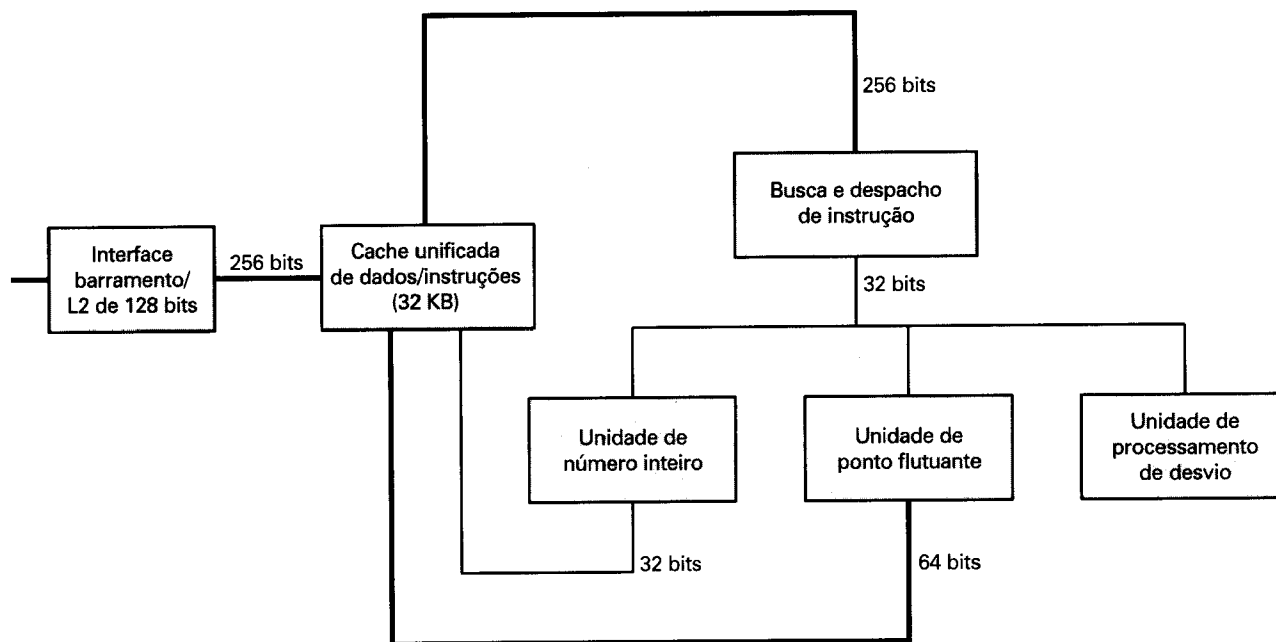 256 bits
Busca e despacho
de instrução
Interface
barramento/
L2 de 128 bits
256 bits
Cache unificada
de dados/instruções
(32 KB)
32 bits
Unidade de
número inteiro
Unidade de
ponto flutuante
Unidade de
processamento
de desvio
32 bits
64 bits